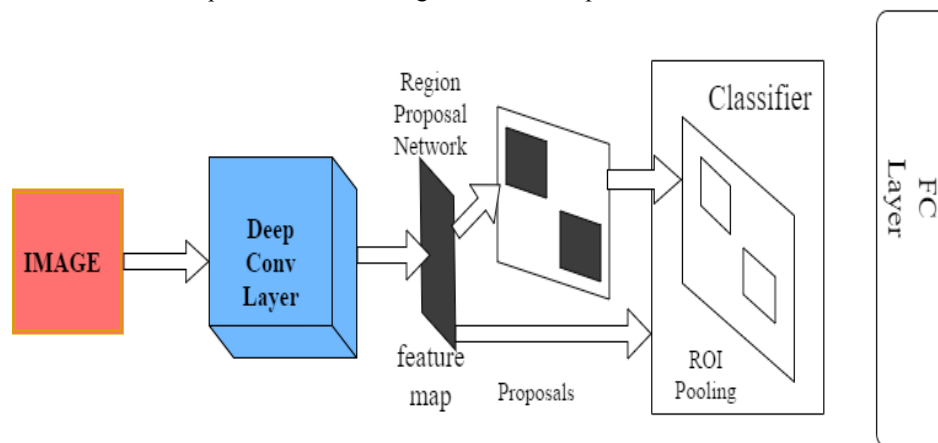 IMAGE
Deep
Conv
Layer
Region
Proposal
Network
feature
map
Proposals
Classifier
ROI
Pooling
FC
Layer